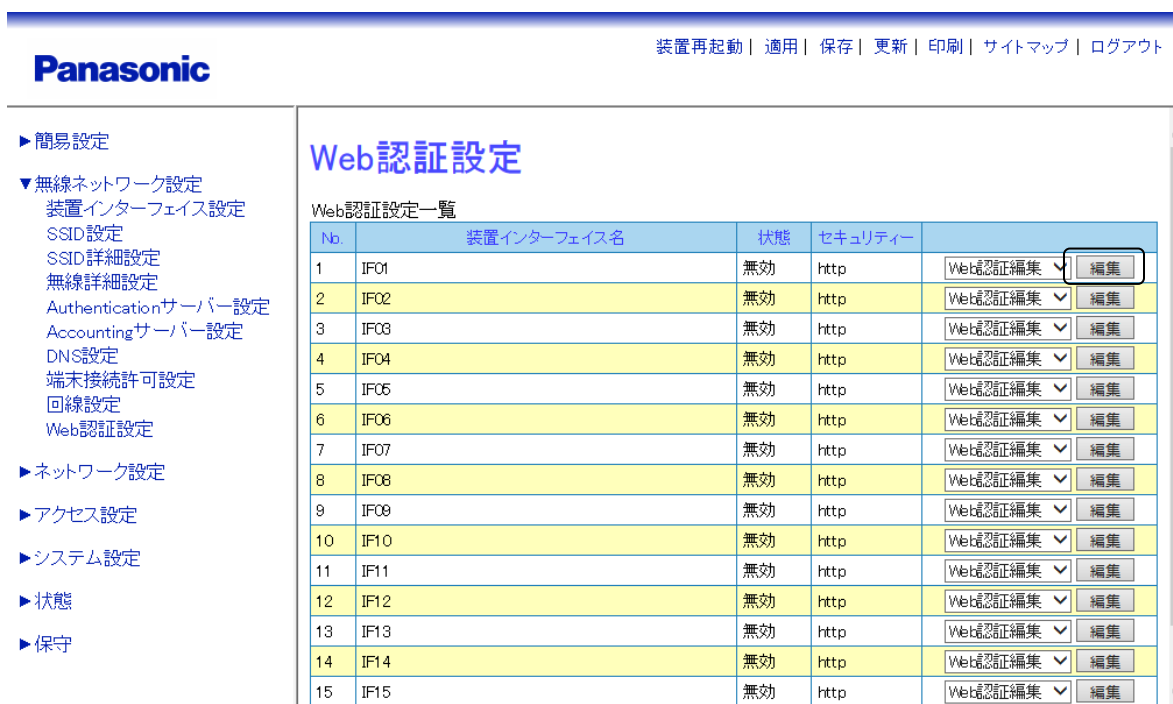 装置再起動| 適用| 保存| 更新| 印刷| サイトマップ| ログアウト
Panasonic
▶簡易設定
▼無線ネットワーク設定
装置インターフェイス設定
SSID設定
SSID詳細設定
無線詳細設定
Authenticationサーバー設定
Accountingサーバー設定
DNS設定
端末接続許可設定
回線設定
Web認証設定
▶ネットワーク設定
▶アクセス設定
▶システム設定
▶状態
▶保守
Web認証設定
Web認証設定一覧
No. 装置インターフェイス名 状態 セキュリティー
1 IF01 無効 http Web認証編集 編集
2 IF02 無効 http Web認証編集 編集
3 IF03 無効 http Web認証編集 編集
4 IF04 無効 http Web認証編集 編集
5 IF05 無効 http Web認証編集 編集
6 IF06 無効 http Web認証編集 編集
7 IF07 無効 http Web認証編集 編集
8 IF08 無効 http Web認証編集 編集
9 IF09 無効 http Web認証編集 編集
10 IF10 無効 http Web認証編集 編集
11 IF11 無効 http Web認証編集 編集
12 IF12 無効 http Web認証編集 編集
13 IF13 無効 http Web認証編集 編集
14 IF14 無効 http Web認証編集 編集
15 IF15 無効 http Web認証編集 編集